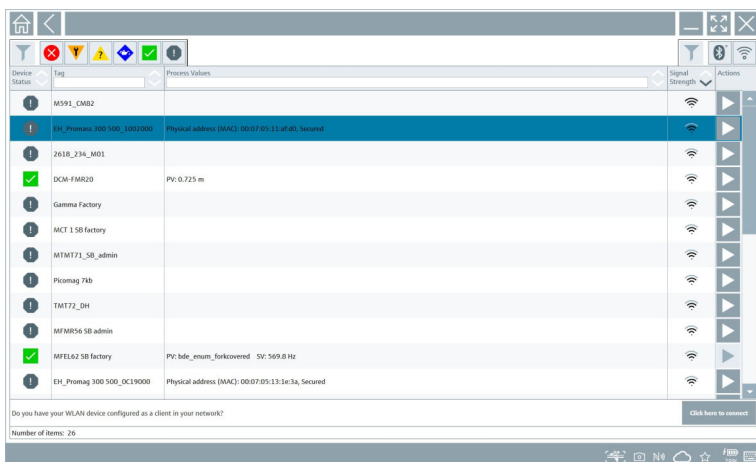 Device Status
Tag
Process Values
Signal Strength
Actions
M591_CMB2
EH_Promass 300 500_1002000 Physical address (MAC): 00:07:05:11:af:d0, Secured
2618_234_M01
DCM-FMR20 PV: 0.725 m
Gamma Factory
MCT 1 SB factory
MTMT71_SB_admin
Picomag 7kb
TMT72_DH
MFMR56 SB admin
MFEL62 SB factory PV: bde_enum_forkcovered SV: 569.8 Hz
EH_Promag 300 500_0C19000 Physical address (MAC): 00:07:05:13:1e:3a, Secured
Do you have your WLAN device configured as a client in your network? Click here to connect
Number of items: 26